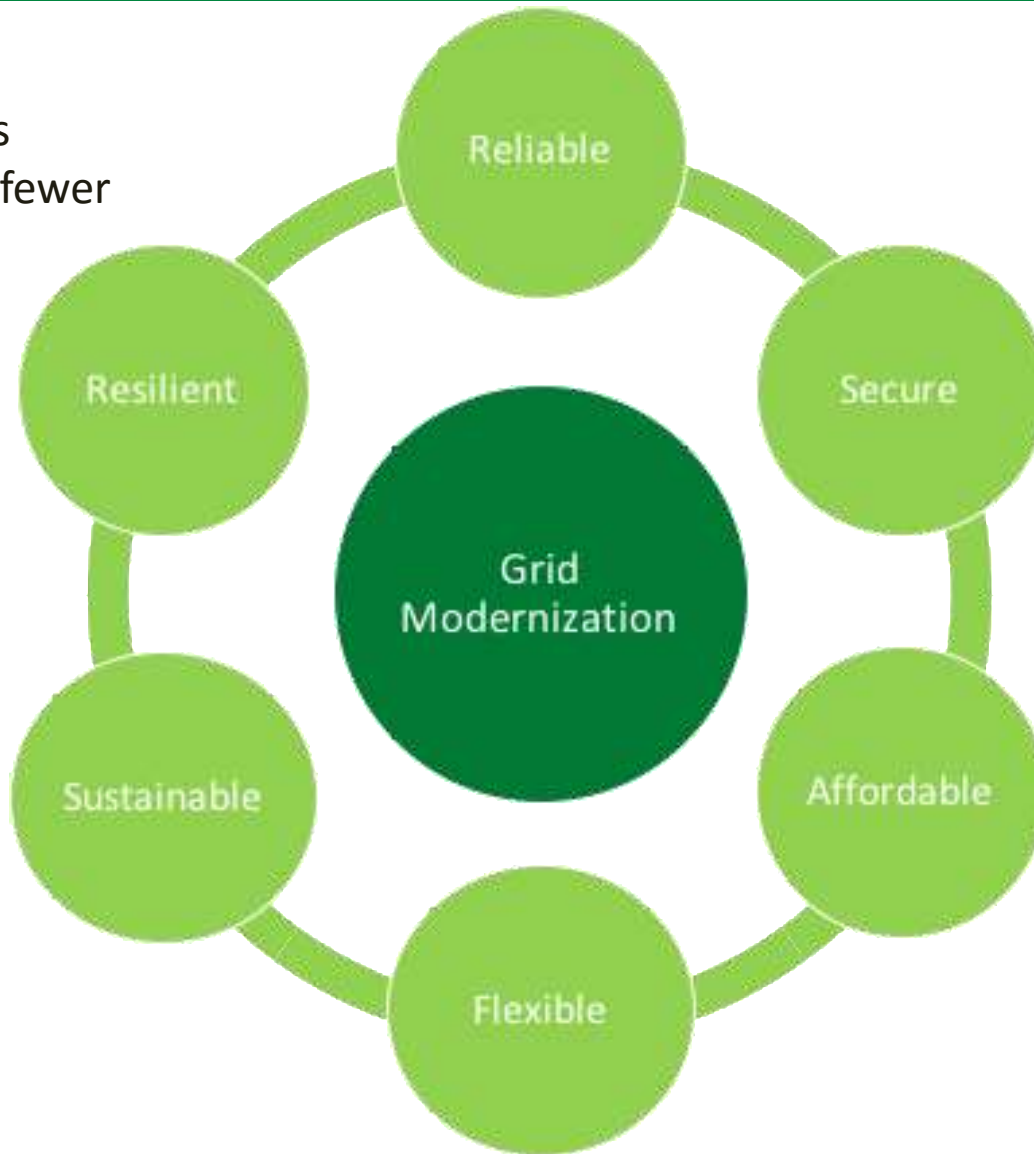 s
fewer
Reliable
Resilient
Secure
Grid
Modernization
Sustainable
Affordable
Flexible